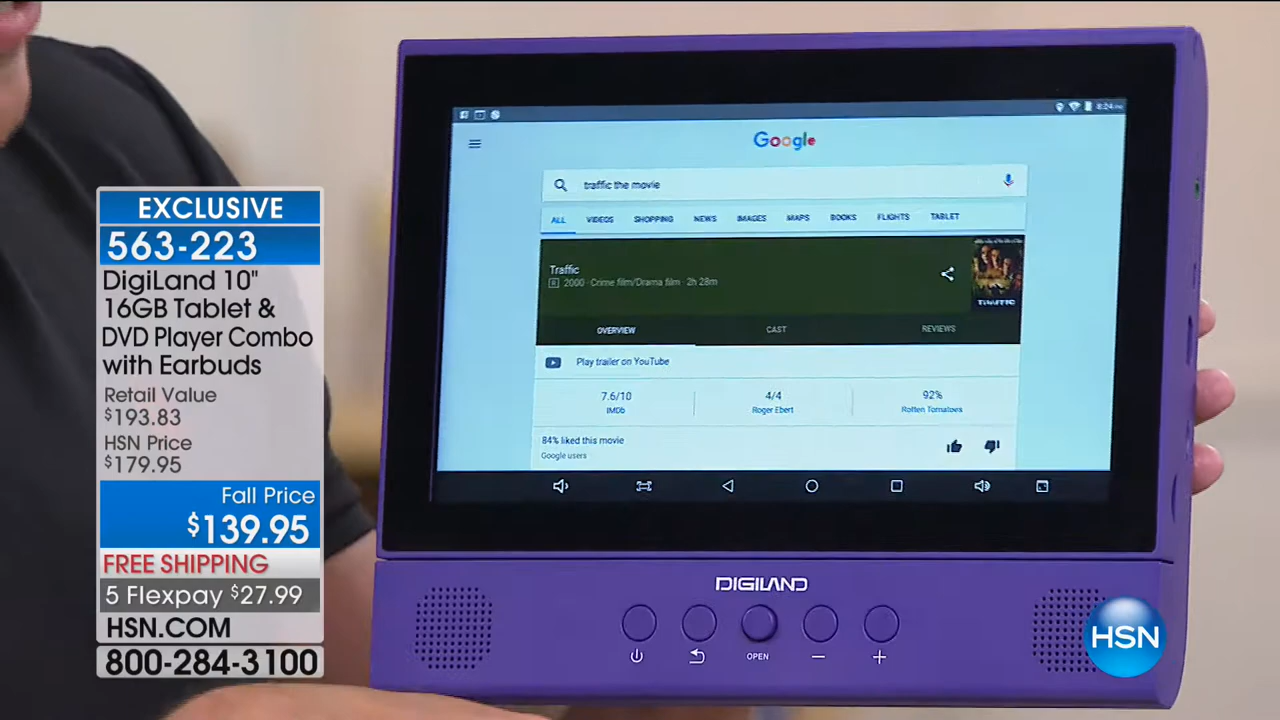 EXCLUSIVE
563-223
DigiLand 10"
16GB Tablet &
DVD Player Combo
with Earbuds
Retail Value
$193.83
HSN Price
$179.95
Fall Price
$139.95
FREE SHIPPING
5 Flexpay $27.99
HSN.COM
800-284-3100
8:24 PM
Google
traffic the movie
ALL VIDEOS SHOPPING NEWS IMAGES MAPS BOOKS FLIGHTS TABLET
Traffic
R 2000 · Crime film/Drama film · 2h 28m
TRAFFIC
OVERVIEW CAST REVIEWS
Play trailer on YouTube
7.6/10 4/4 92%
IMDb Roger Ebert Rotten Tomatoes
84% liked this movie
Google users
DIGILAND
OPEN
HSN